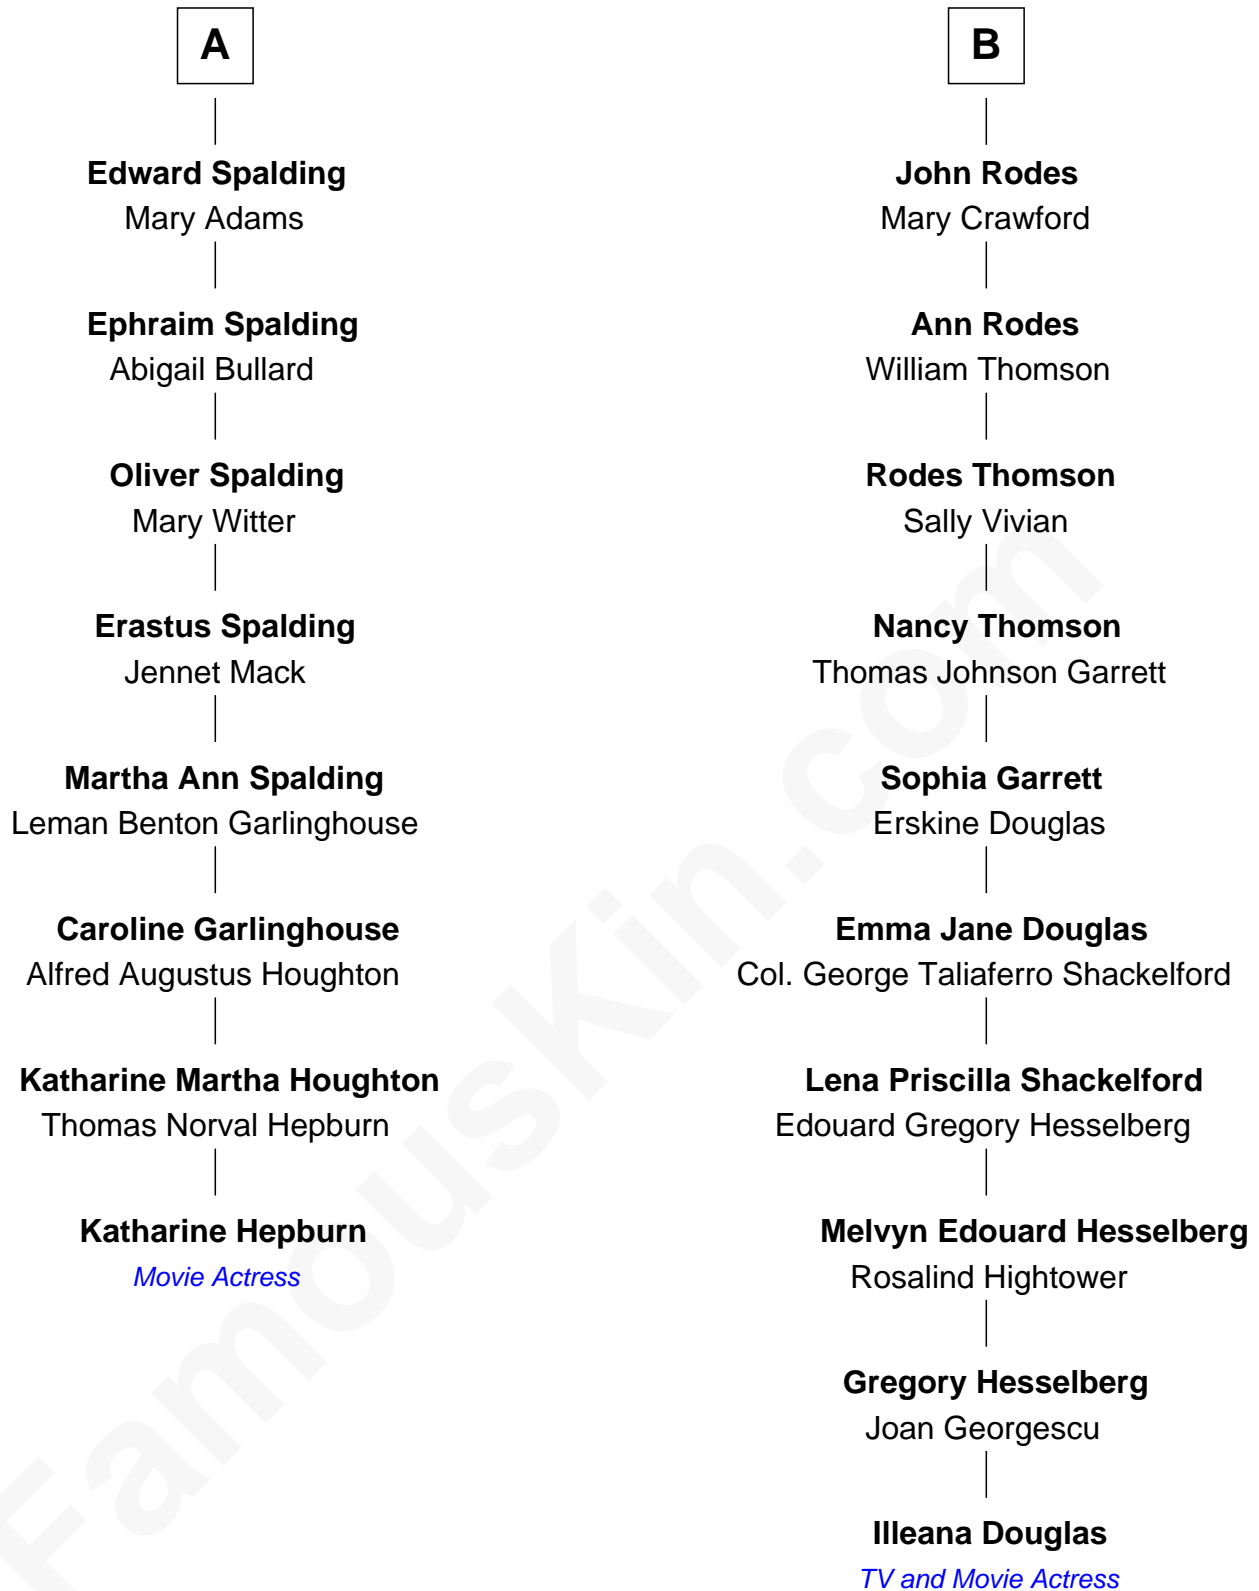 A
Edward Spalding
Mary Adams
Ephraim Spalding
Abigail Bullard
Oliver Spalding
Mary Witter
Erastus Spalding
Jennet Mack
Martha Ann Spalding
Leman Benton Garlinghouse
Caroline Garlinghouse
Alfred Augustus Houghton
Katharine Martha Houghton
Thomas Norval Hepburn
Katharine Hepburn
Movie Actress
B
John Rodes
Mary Crawford
Ann Rodes
William Thomson
Rodes Thomson
Sally Vivian
Nancy Thomson
Thomas Johnson Garrett
Sophia Garrett
Erskine Douglas
Emma Jane Douglas
Col. George Taliaferro Shackelford
Lena Priscilla Shackelford
Edouard Gregory Hesselberg
Melvyn Edouard Hesselberg
Rosalind Hightower
Gregory Hesselberg
Joan Georgescu
Illeana Douglas
TV and Movie Actress
FamousKin.com